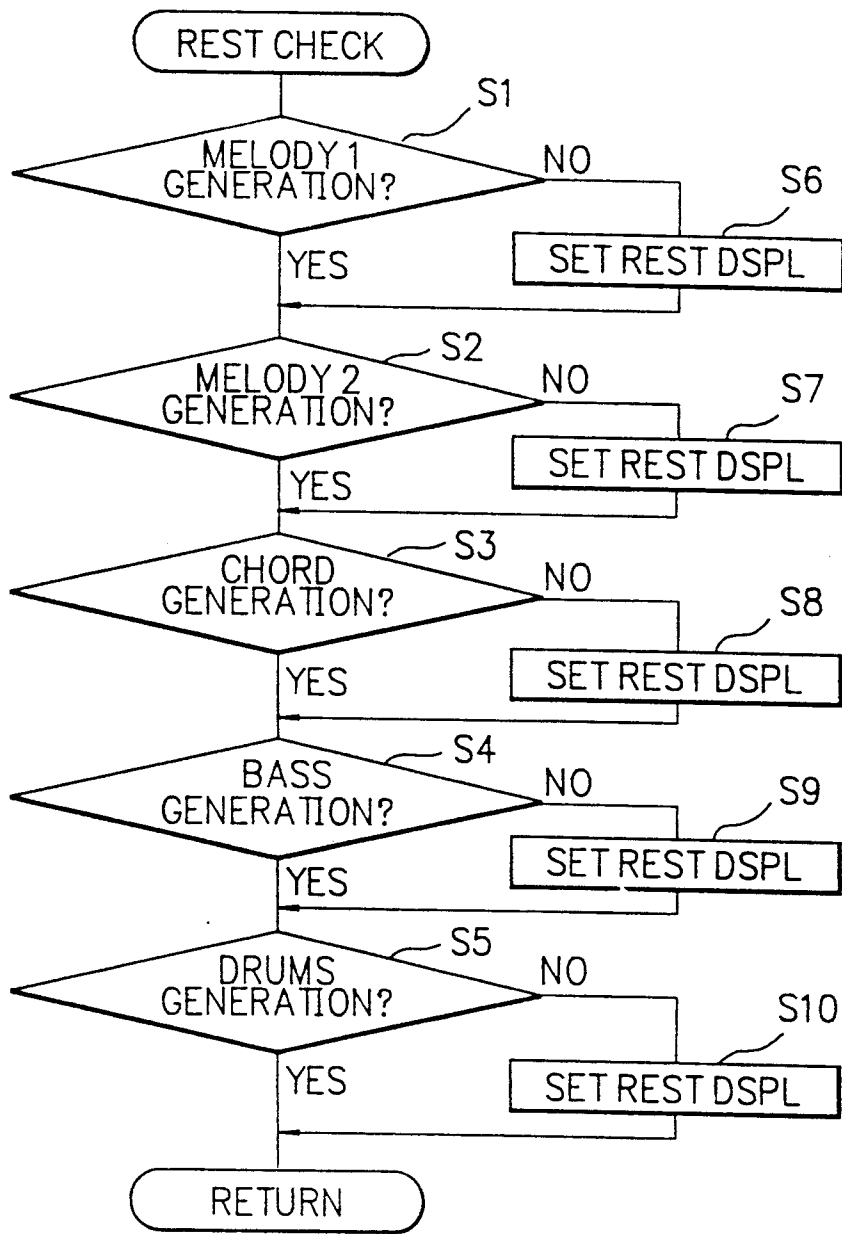 REST CHECK
S1
MELODY 1
GENERATION?
NO
S6
SET REST DSPL
YES
S2
MELODY 2
GENERATION?
NO
S7
SET REST DSPL
YES
S3
CHORD
GENERATION?
NO
S8
SET REST DSPL
YES
S4
BASS
GENERATION?
NO
S9
SET REST DSPL
YES
S5
DRUMS
GENERATION?
NO
S10
SET REST DSPL
YES
RETURN